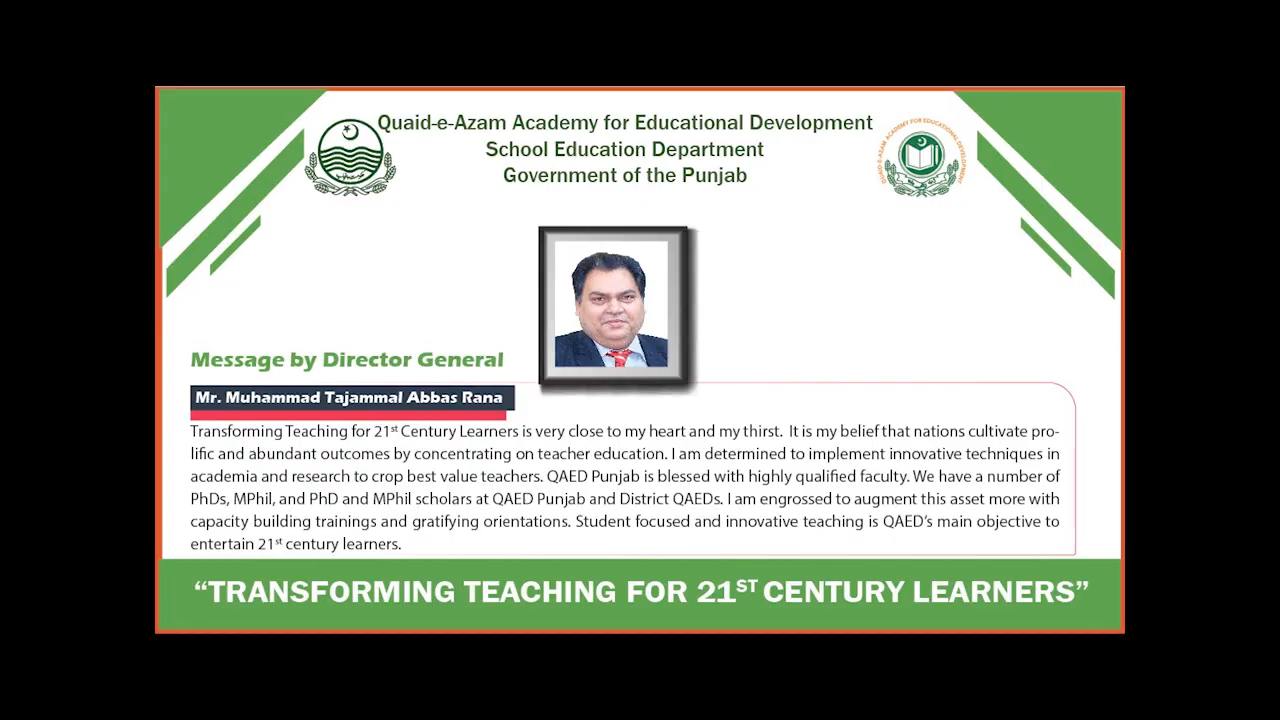 Quaid-e-Azam Academy for Educational Development
School Education Department
Government of the Punjab
QUAID-E-AZAM ACADEMY FOR EDUCATIONAL DEVELOPMENT
Message by Director General
Mr. Muhammad Tajammal Abbas Rana
Transforming Teaching for 21st Century Learners is very close to my heart and my thirst. It is my belief that nations cultivate pro-
lific and abundant outcomes by concentrating on teacher education. I am determined to implement innovative techniques in
academia and research to crop best value teachers. QAED Punjab is blessed with highly qualified faculty. We have a number of
PhDs, MPhil, and PhD and MPhil scholars at QAED Punjab and District QAEDs. I am engrossed to augment this asset more with
capacity building trainings and gratifying orientations. Student focused and innovative teaching is QAED’s main objective to
entertain 21st century learners.
“TRANSFORMING TEACHING FOR 21ST CENTURY LEARNERS”